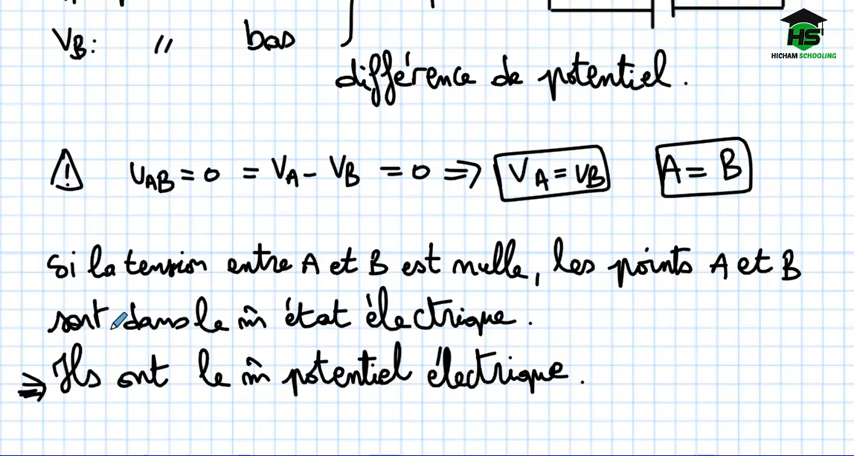 HS
HICHAM SCHOOLING
VB: " bas
différence de potentiel.
⚠ UAB = 0 = VA - VB = 0 => VA = VB A = B
Si la tension entre A et B est nulle, les points A et B
sont dans le m̂ état électrique.
=> Ils ont le m̂ potentiel électrique.